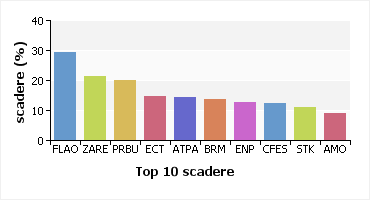 scadere (%)
40
30
20
10
0
FLAO ZARE PRBU ECT ATPA BRM ENP CFES STK AMO
Top 10 scadere